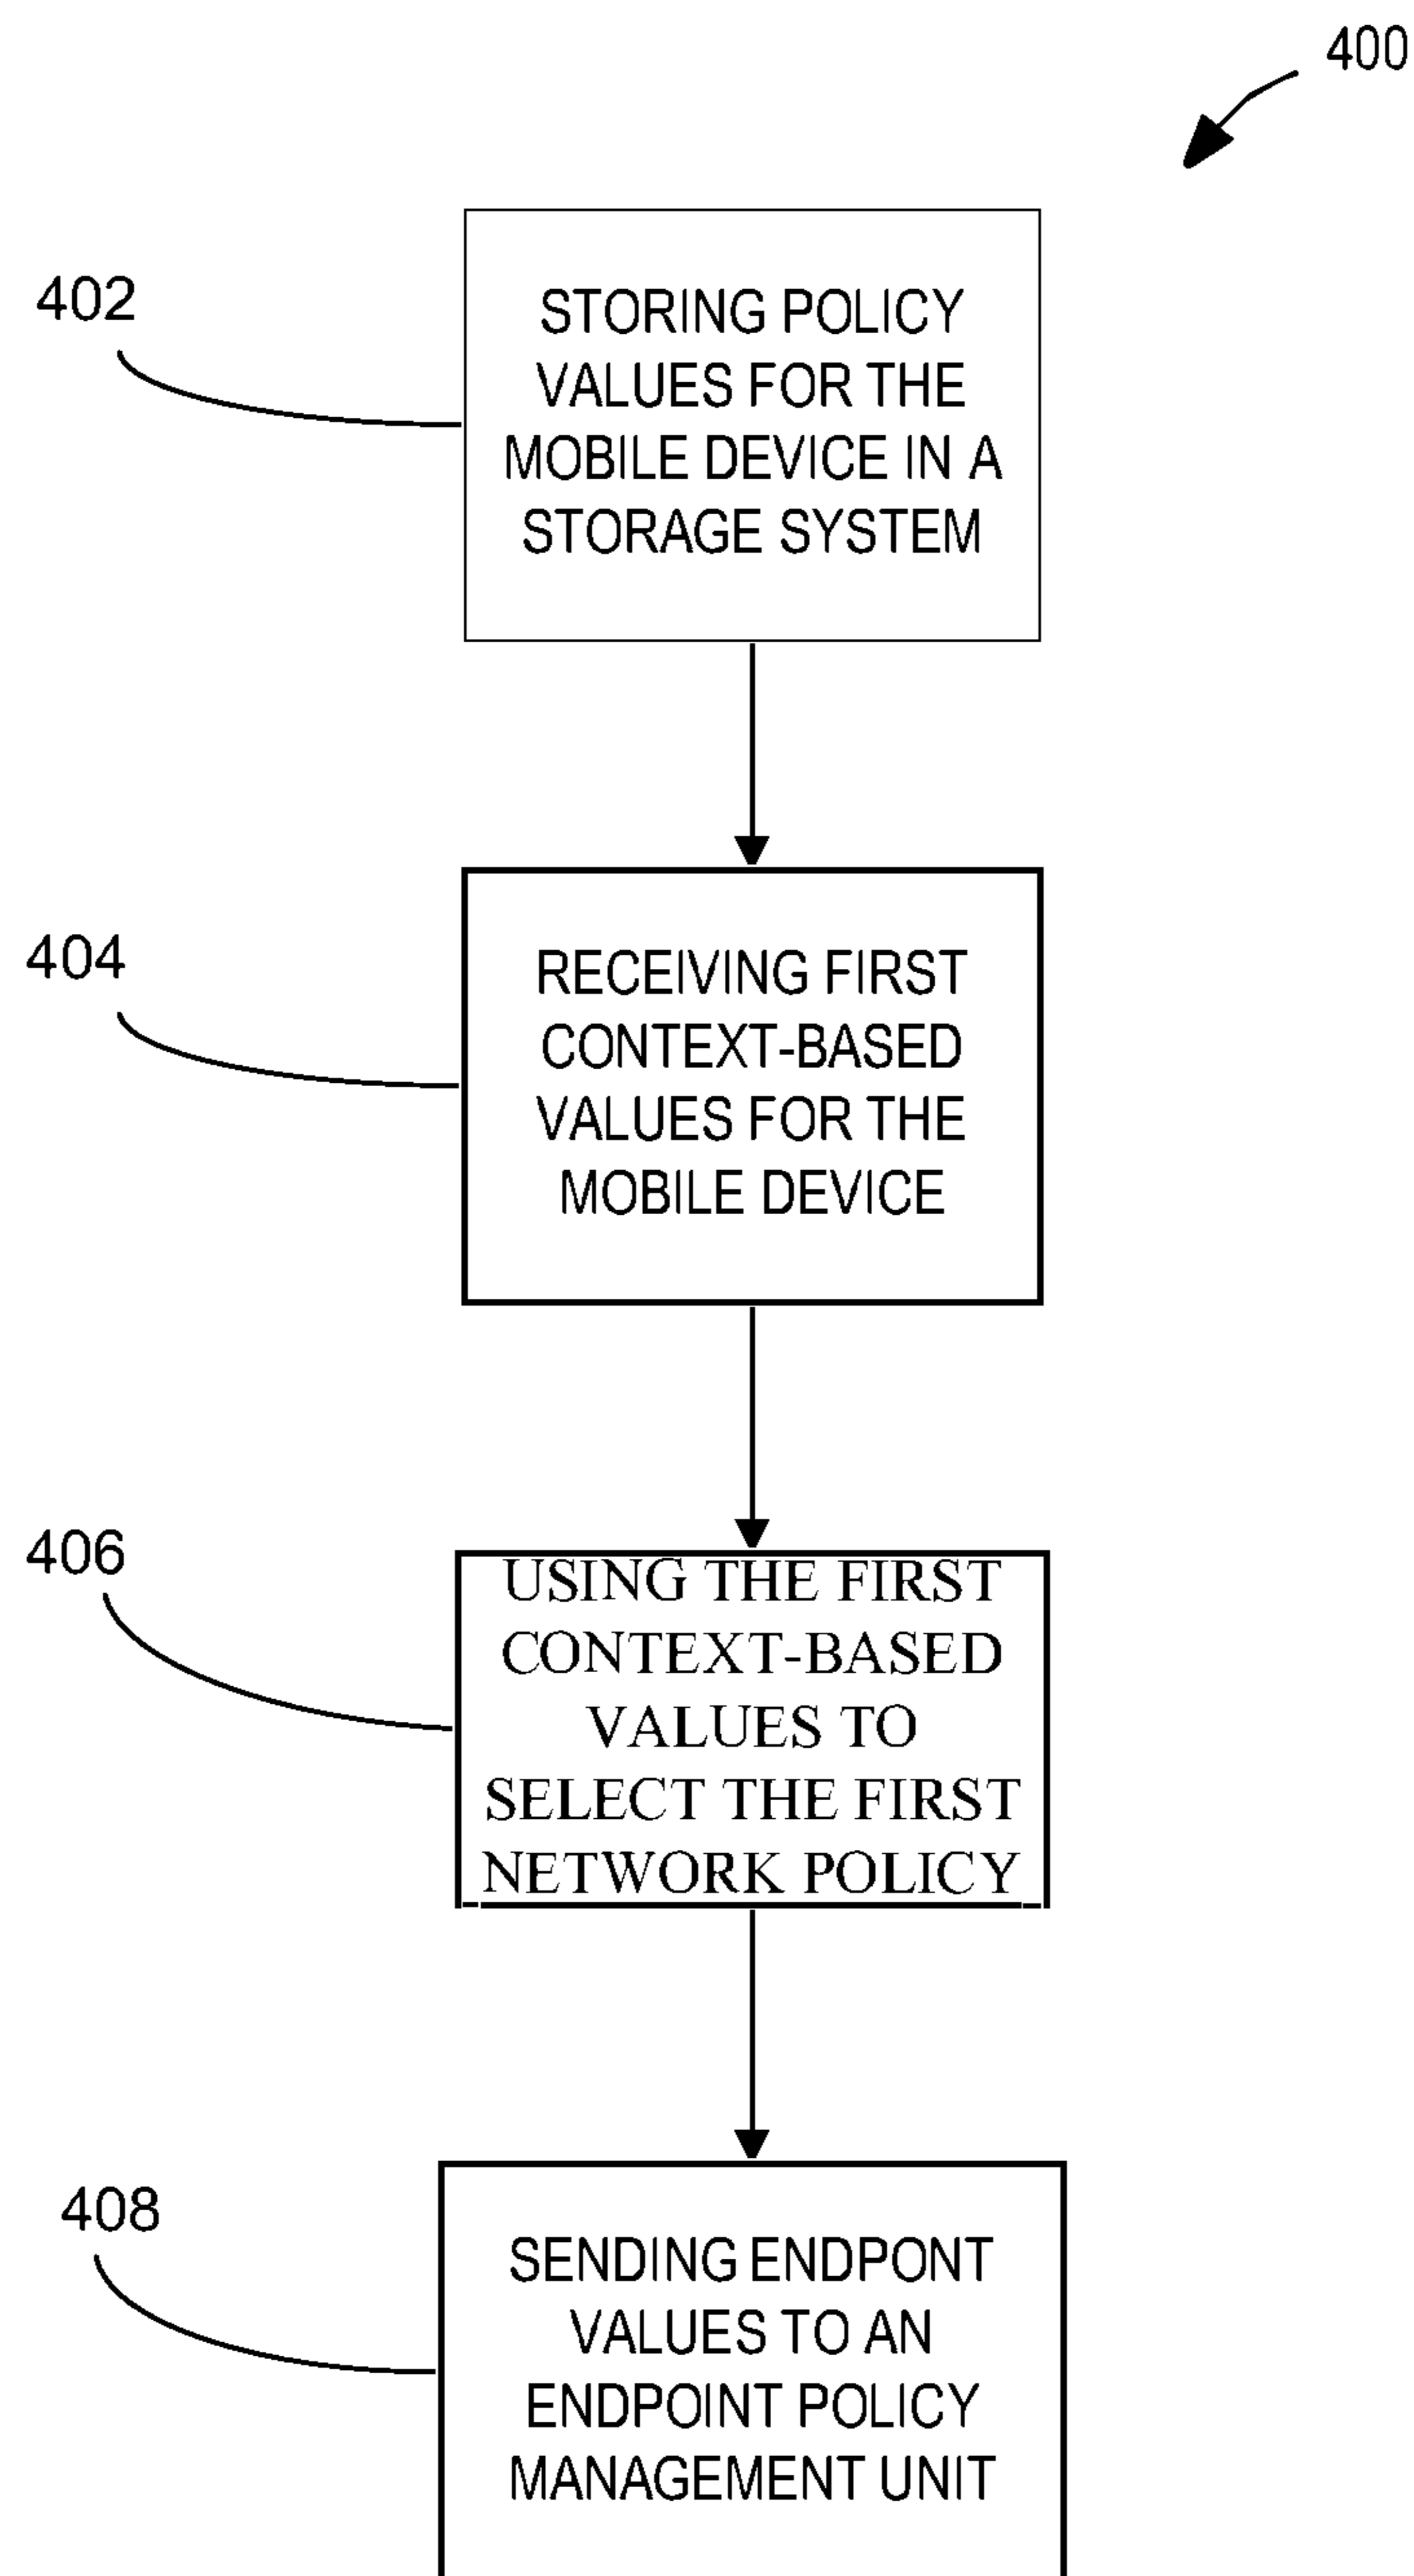 400
402
STORING POLICY
VALUES FOR THE
MOBILE DEVICE IN A
STORAGE SYSTEM
404
RECEIVING FIRST
CONTEXT-BASED
VALUES FOR THE
MOBILE DEVICE
406
USING THE FIRST
CONTEXT-BASED
VALUES TO
SELECT THE FIRST
NETWORK POLICY
408
SENDING ENDPONT
VALUES TO AN
ENDPOINT POLICY
MANAGEMENT UNIT